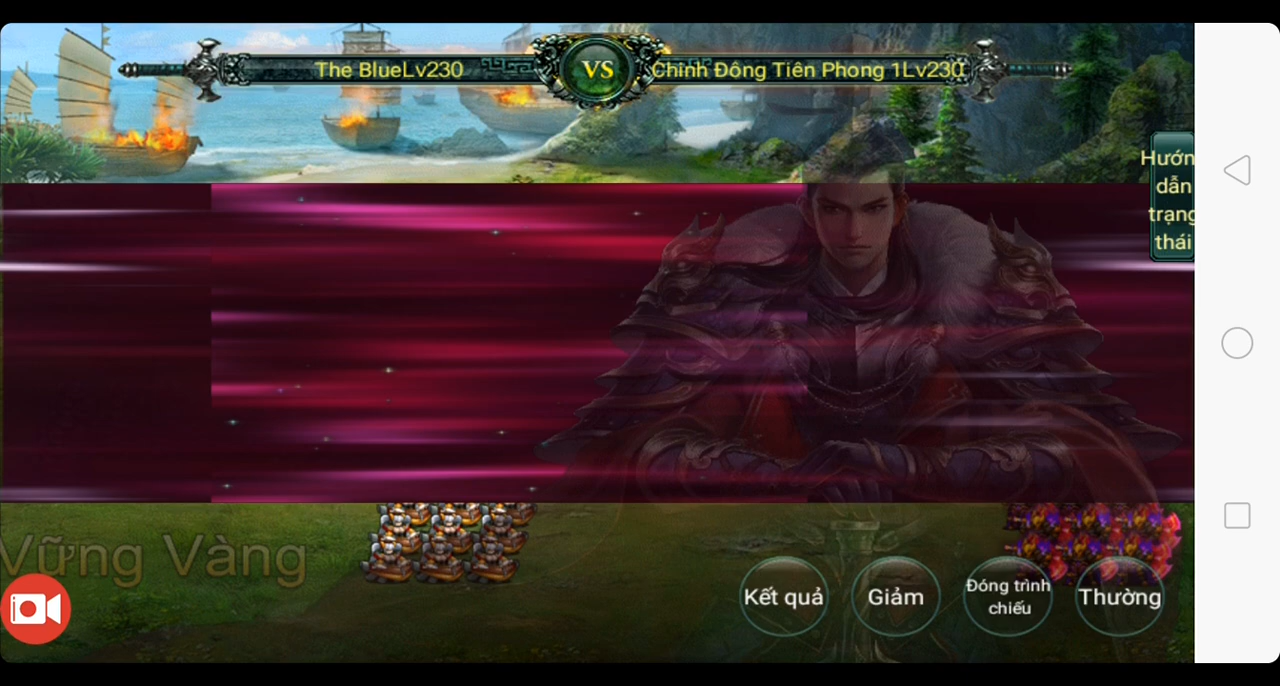 The BlueLv230
VS
Chinh Đông Tiên Phong 1Lv230
Hướn
dẫn
trạng
thái
Vững Vàng
Kết quả
Giảm
Đóng trình
chiếu
Thường